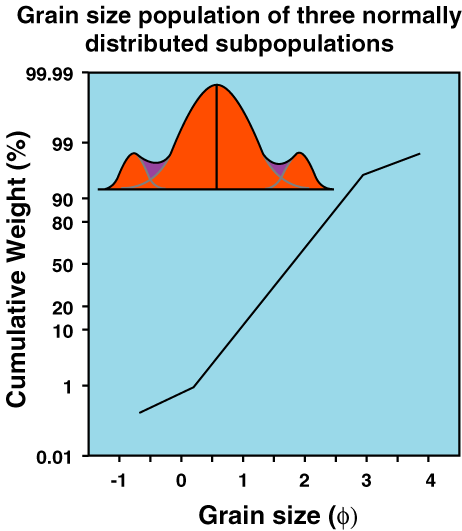 Grain size population of three normally
distributed subpopulations
Cumulative Weight (%)
99.99
99
90
80
50
20
10
1
0.01
-1 0 1 2 3 4
Grain size (ϕ)